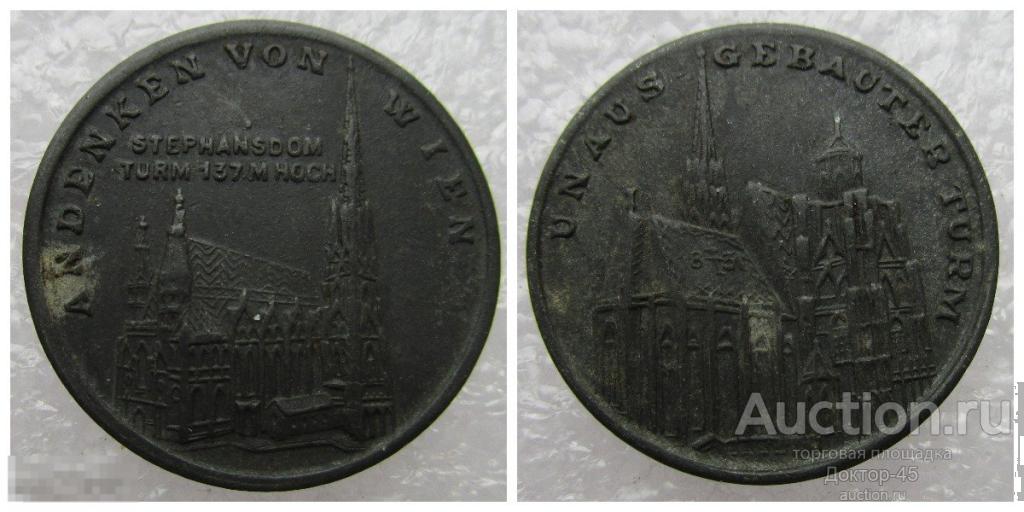 ANDENKEN VON WIEN
STEPHANSDOM
TURM 137 M HOCH
UNAUSGEBAUTER TURM
Auction.ru
торговая площадка
Доктор-45
auction.ru